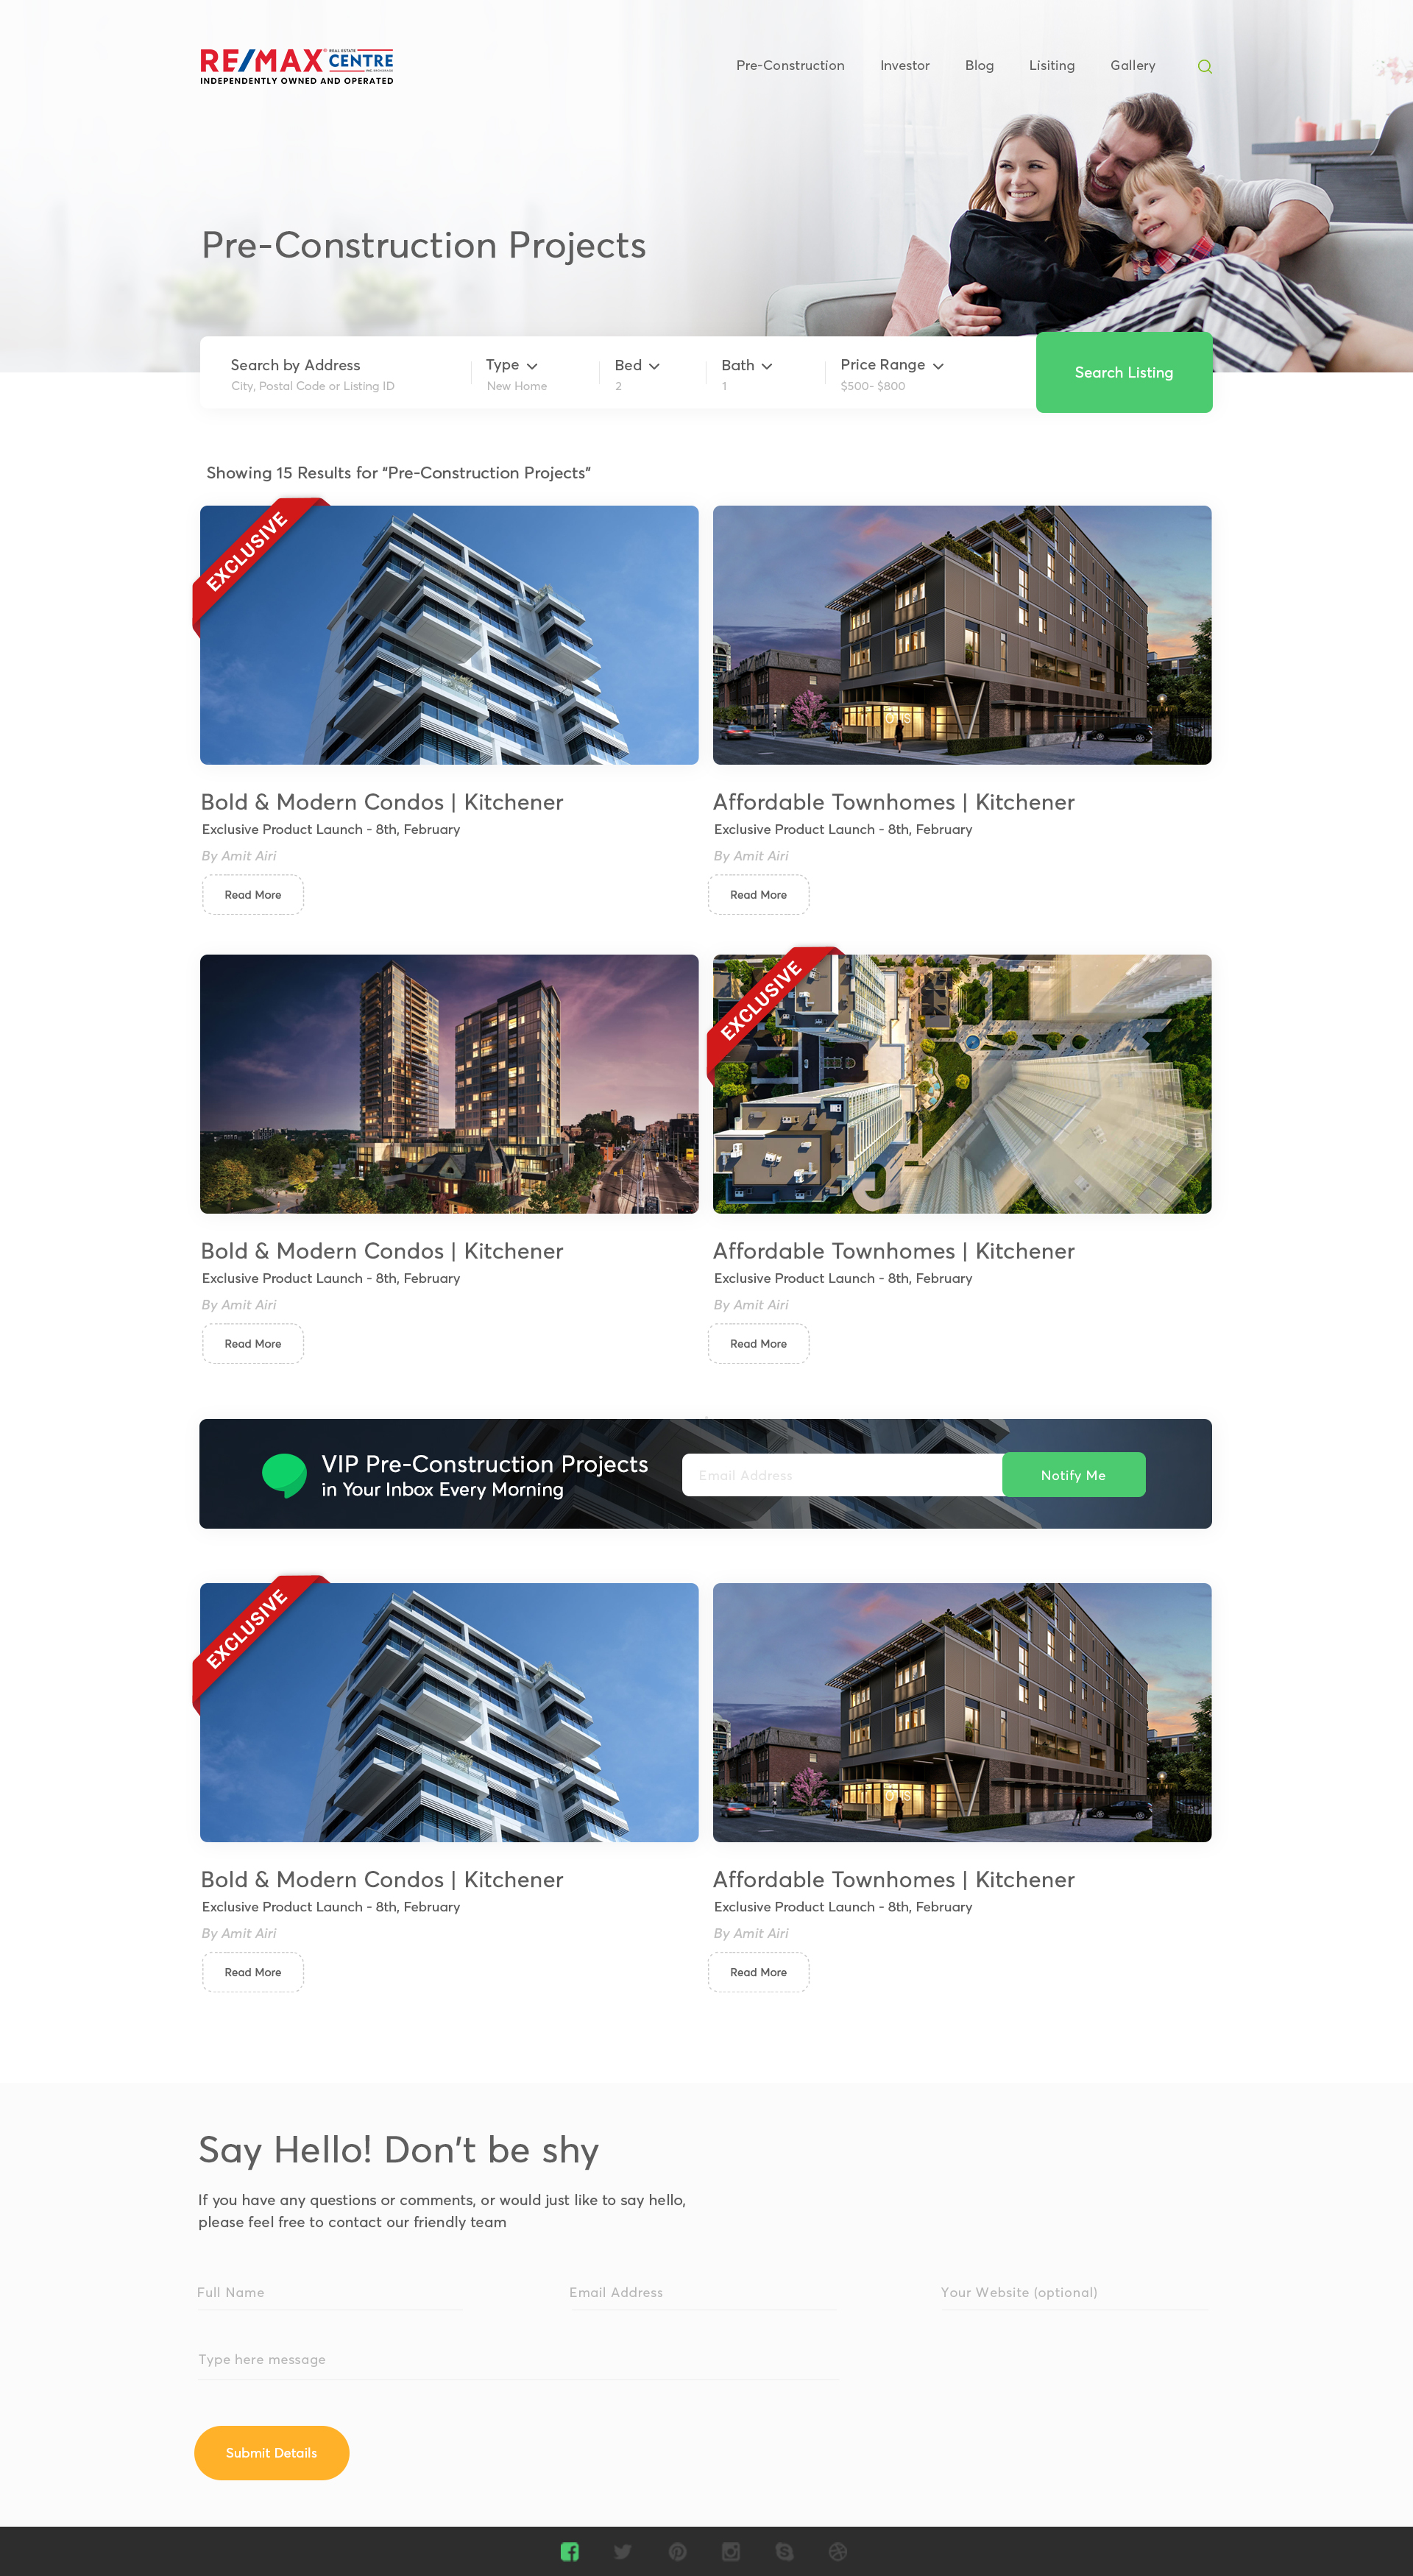 RE/MAX REAL ESTATE CENTRE
INDEPENDENTLY OWNED AND OPERATED
Pre-Construction Investor Blog Lisiting Gallery
Pre-Construction Projects
Search by Address Type Bed Bath Price Range
City, Postal Code or Listing ID New Home 2 1 $500- $800
Search Listing
Showing 15 Results for “Pre-Construction Projects”
EXCLUSIVE
Bold & Modern Condos | Kitchener
Exclusive Product Launch - 8th, February
By Amit Airi
Read More
Affordable Townhomes | Kitchener
Exclusive Product Launch - 8th, February
By Amit Airi
Read More
Bold & Modern Condos | Kitchener
Exclusive Product Launch - 8th, February
By Amit Airi
Read More
EXCLUSIVE
Affordable Townhomes | Kitchener
Exclusive Product Launch - 8th, February
By Amit Airi
Read More
VIP Pre-Construction Projects
in Your Inbox Every Morning
Email Address
Notify Me
EXCLUSIVE
Bold & Modern Condos | Kitchener
Exclusive Product Launch - 8th, February
By Amit Airi
Read More
Affordable Townhomes | Kitchener
Exclusive Product Launch - 8th, February
By Amit Airi
Read More
Say Hello! Don't be shy
If you have any questions or comments, or would just like to say hello,
please feel free to contact our friendly team
Full Name Email Address Your Website (optional)
Type here message
Submit Details